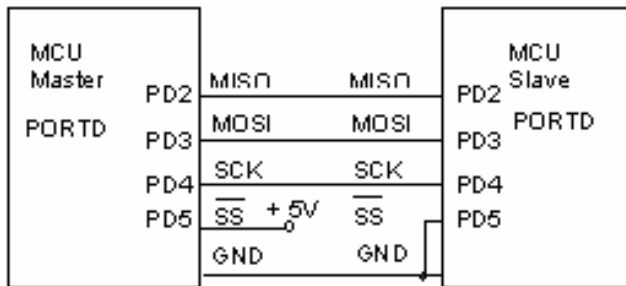 MCU
Master
PORTD
PD2
PD3
PD4
PD5
MISO MISO
MOSI MOSI
SCK SCK
SS + 5V SS
GND GND
MCU
Slave
PORTD
PD2
PD3
PD4
PD5